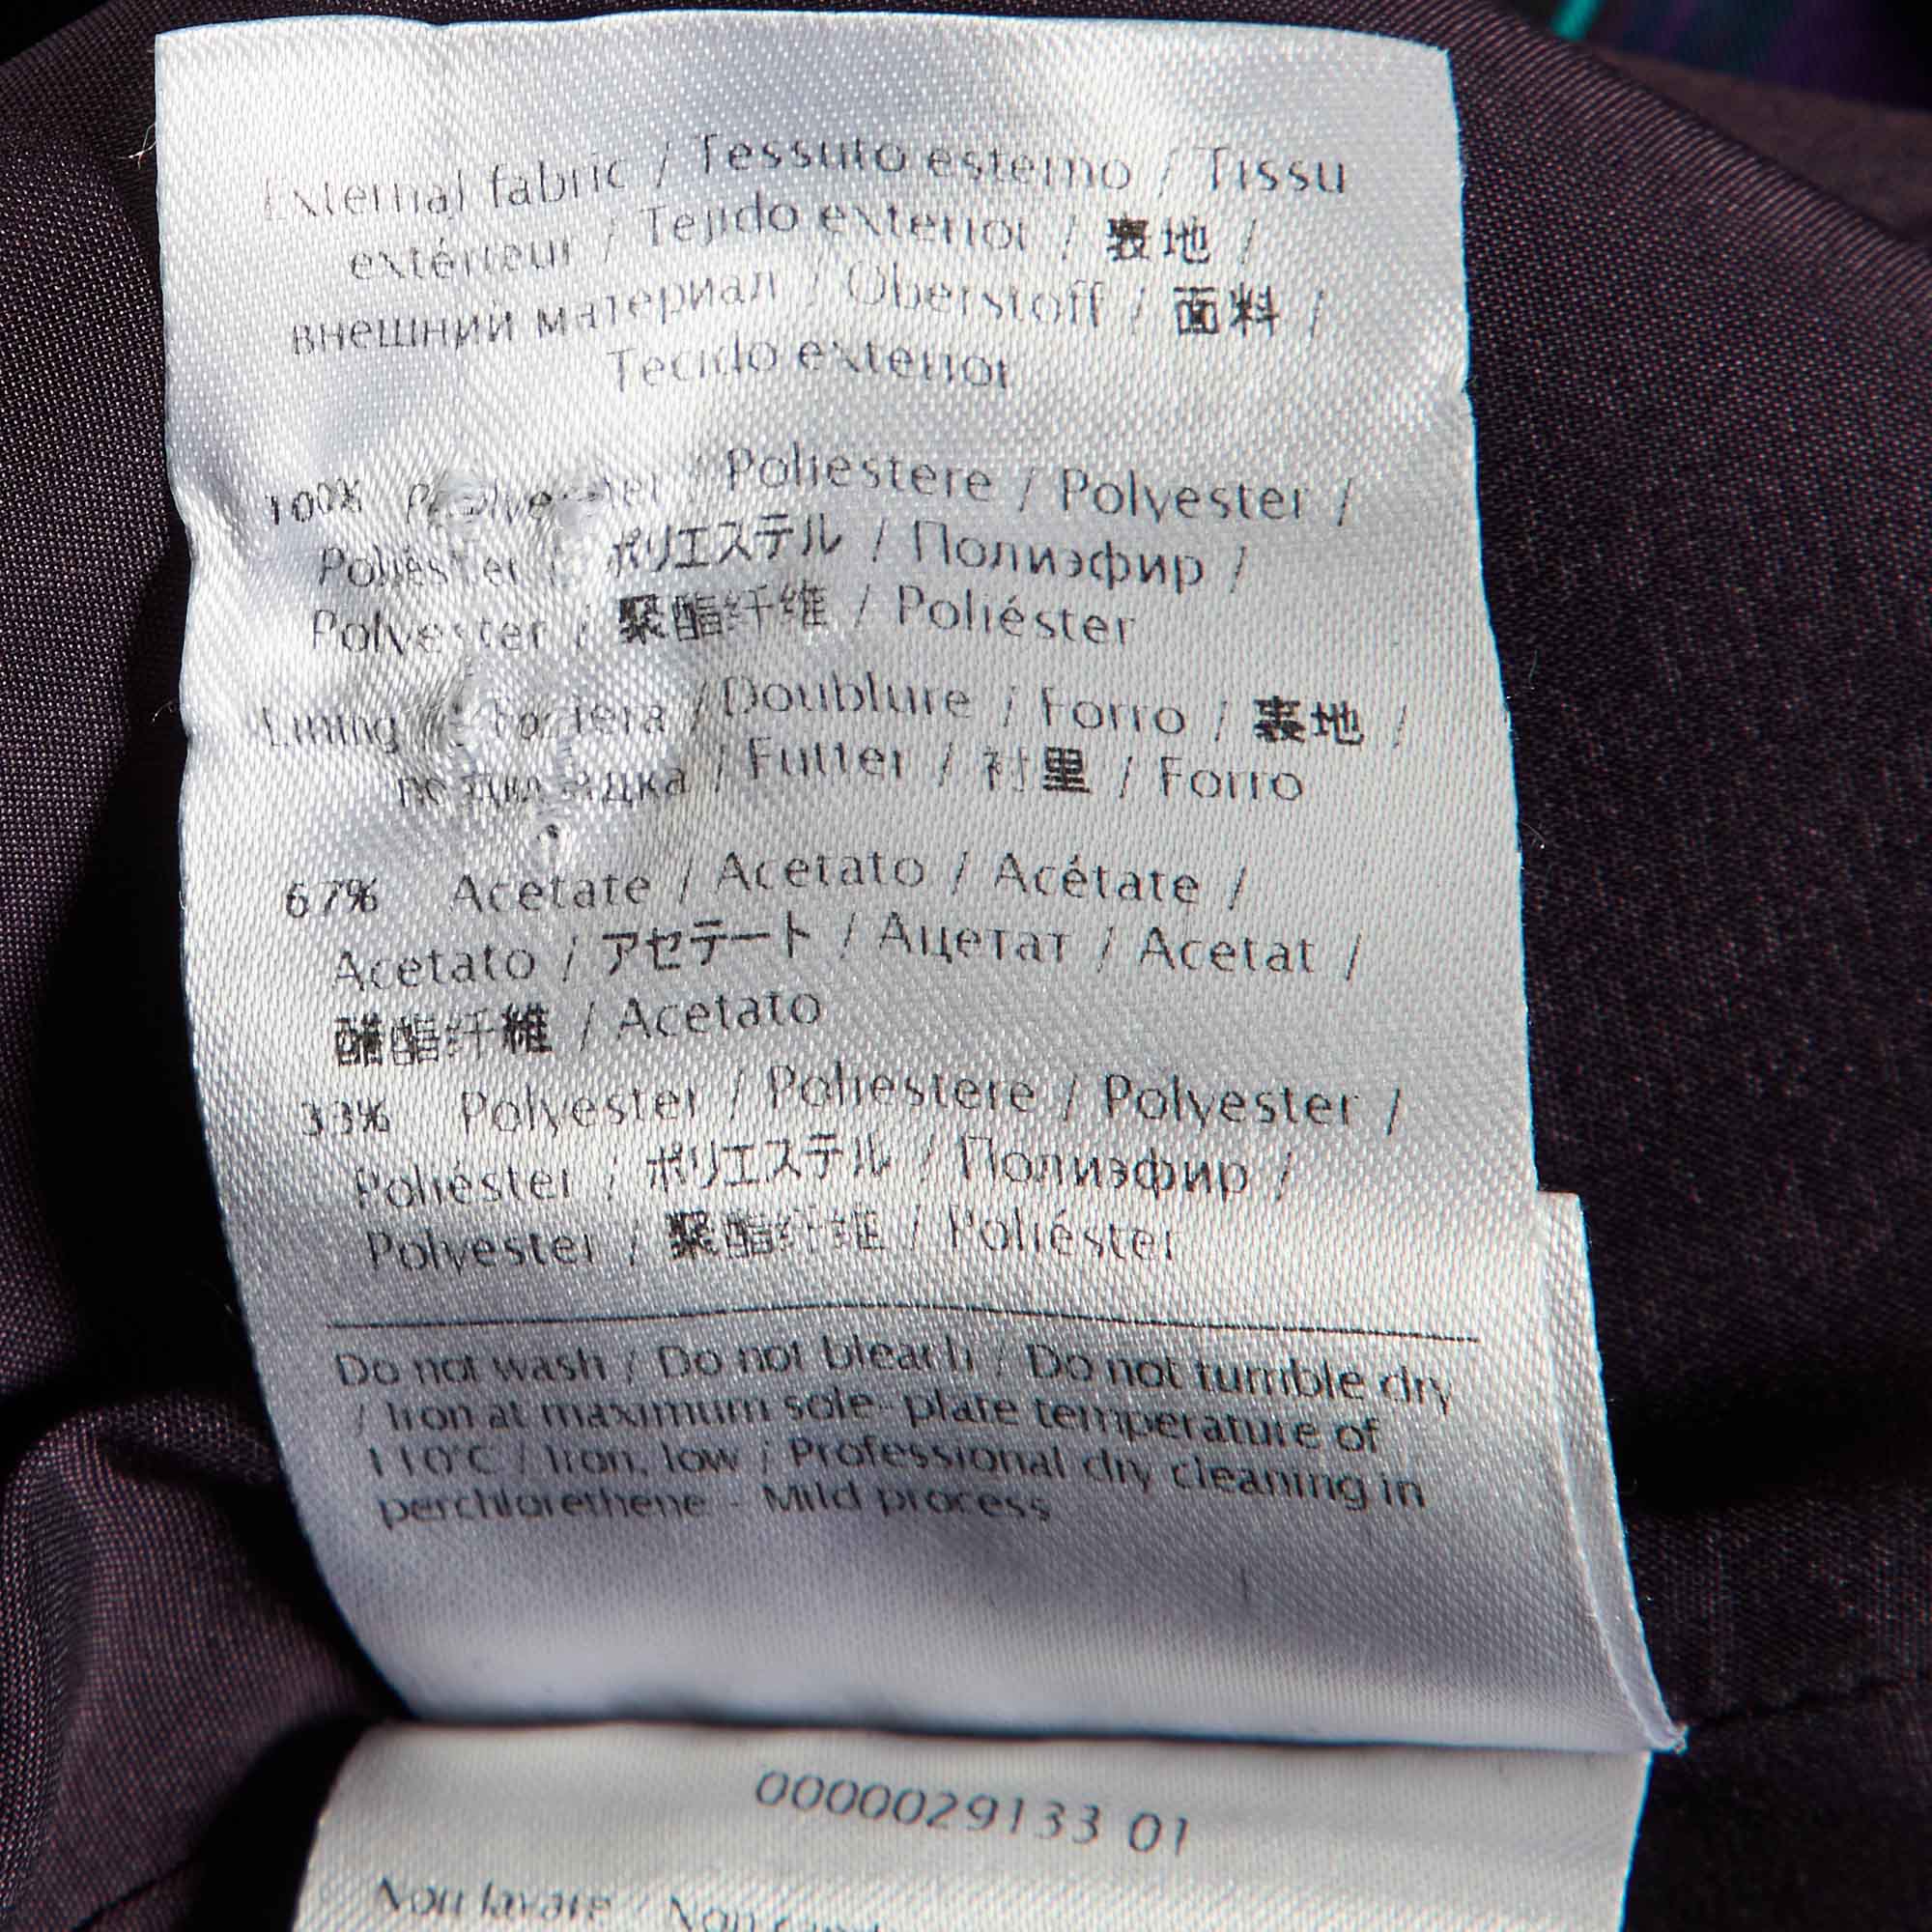 External fabric / Tessuto esterno / Tissu
extérieur / Tejido exterior / 表地 /
внешний материал / Oberstoff / 面料 /
Tecido exterior
100% Polyester / Poliestere / Polyester /
Poliéster / ポリエステル / Полиэфир /
Polyester / 聚酯纤维 / Poliéster
Lining / Fodera / Doublure / Forro / 裏地 /
подкладка / Futter / 衬里 / Forro
67% Acetate / Acetato / Acétate /
Acetato / アセテート / Ацетат / Acetat /
醋酯纤維 / Acetato
33% Polyester / Poliestere / Polyester /
Poliéster / ポリエステル / Полиэфир /
Polyester / 聚酯纤维 / Poliéster
Do not wash / Do not bleach / Do not tumble dry
/ Iron at maximum sole-plate temperature of
110°C / Iron, low / Professional dry cleaning in
perchlorethene - Mild process
0000029133 01
Non lavare / Non